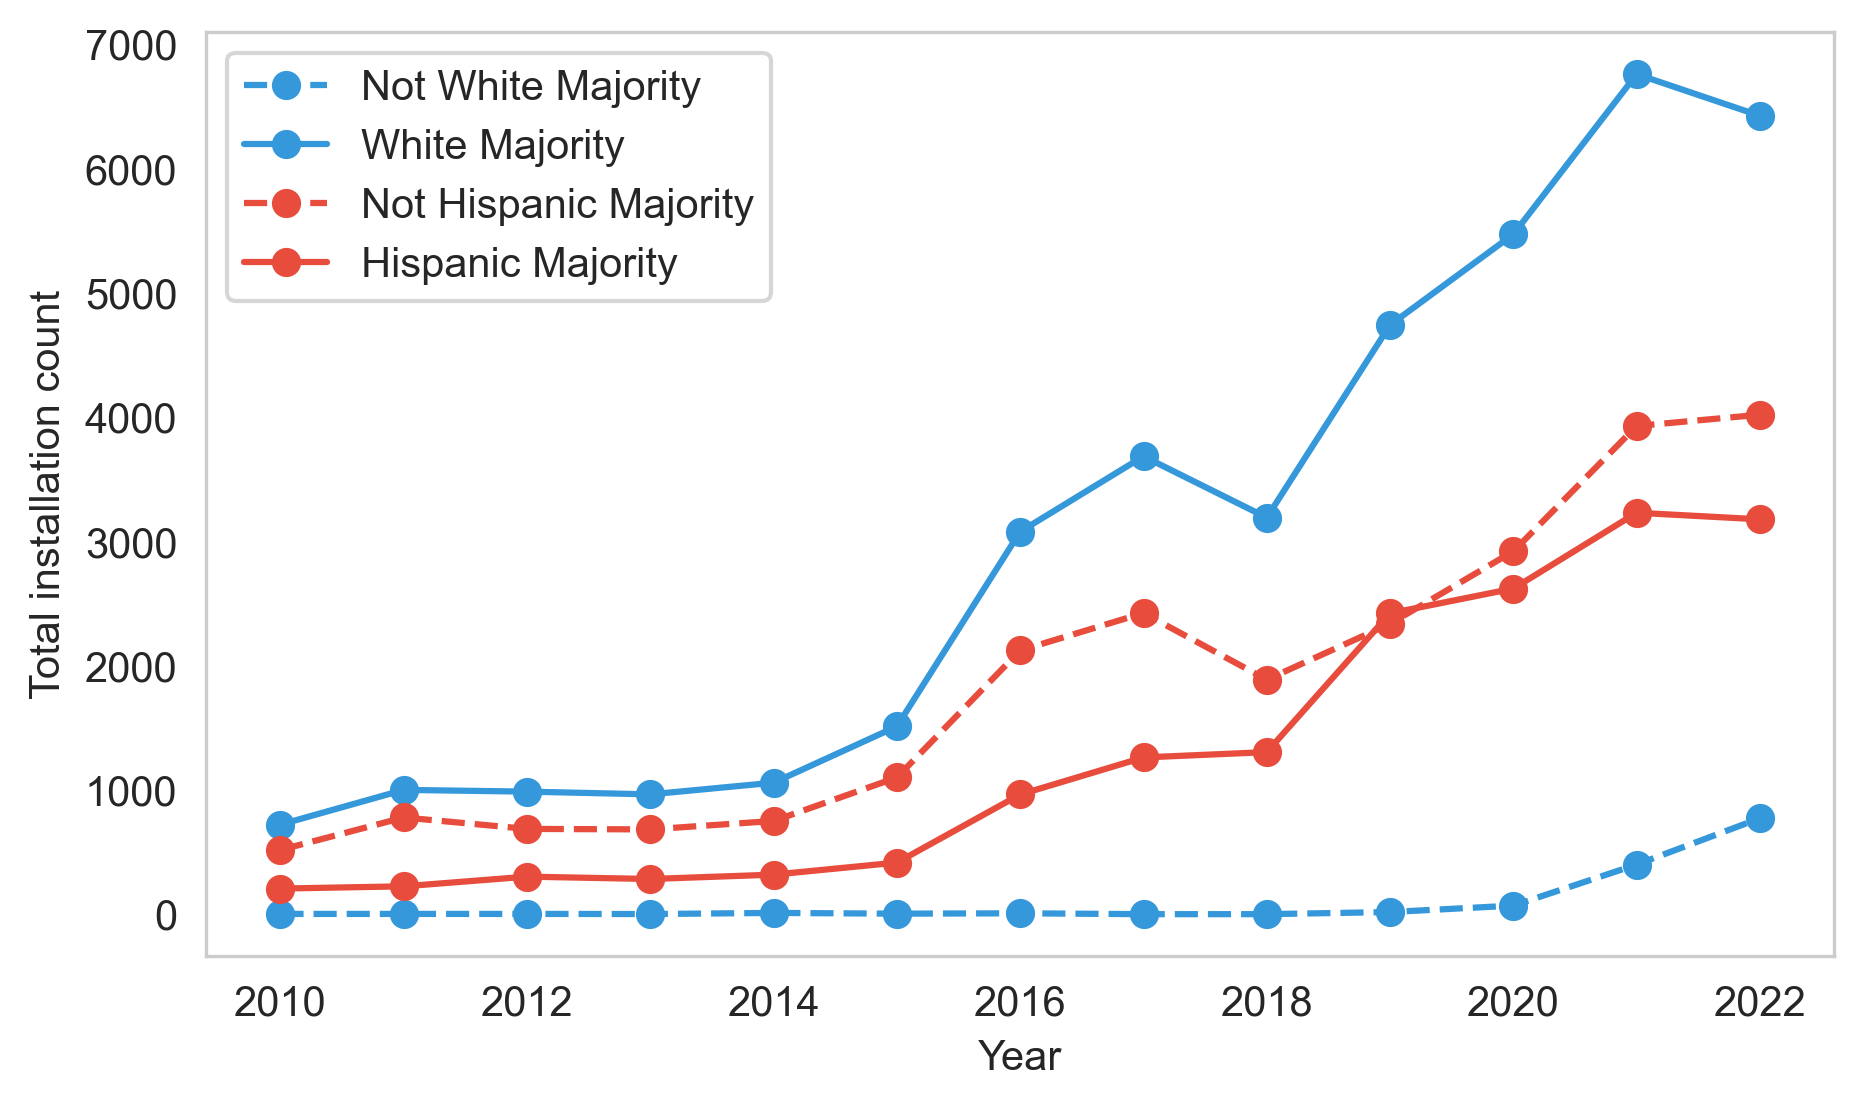 7000
6000
5000
4000
3000
2000
1000
0
Total installation count
Not White Majority
White Majority
Not Hispanic Majority
Hispanic Majority
2010 2012 2014 2016 2018 2020 2022
Year